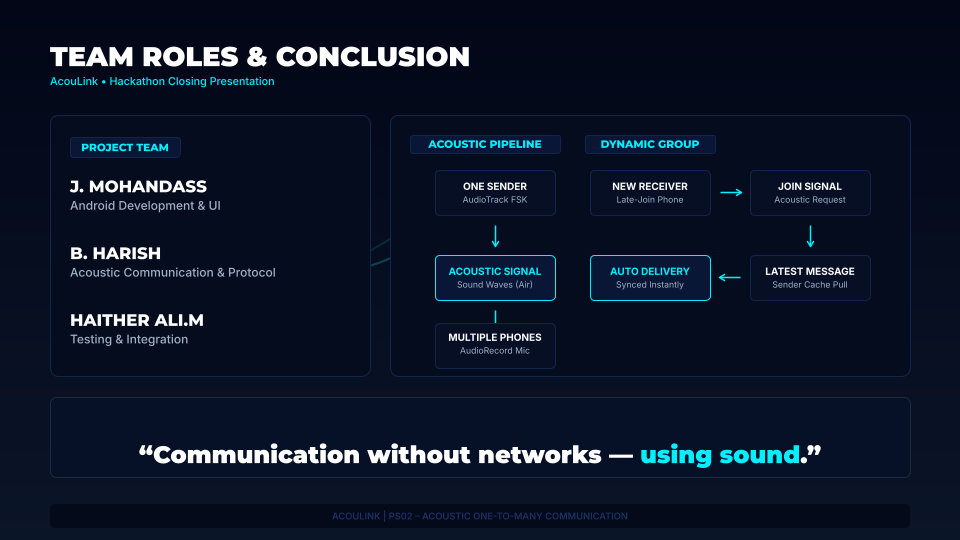 TEAM ROLES & CONCLUSION
AcouLink • Hackathon Closing Presentation
PROJECT TEAM
J. MOHANDASS
Android Development & UI
B. HARISH
Acoustic Communication & Protocol
HAITHER ALI.M
Testing & Integration
ACOUSTIC PIPELINE
ONE SENDER
AudioTrack FSK
ACOUSTIC SIGNAL
Sound Waves (Air)
MULTIPLE PHONES
AudioRecord Mic
DYNAMIC GROUP
NEW RECEIVER
Late-Join Phone
JOIN SIGNAL
Acoustic Request
LATEST MESSAGE
Sender Cache Pull
AUTO DELIVERY
Synced Instantly
“Communication without networks — using sound.”
ACOULINK | PS02 – ACOUSTIC ONE-TO-MANY COMMUNICATION